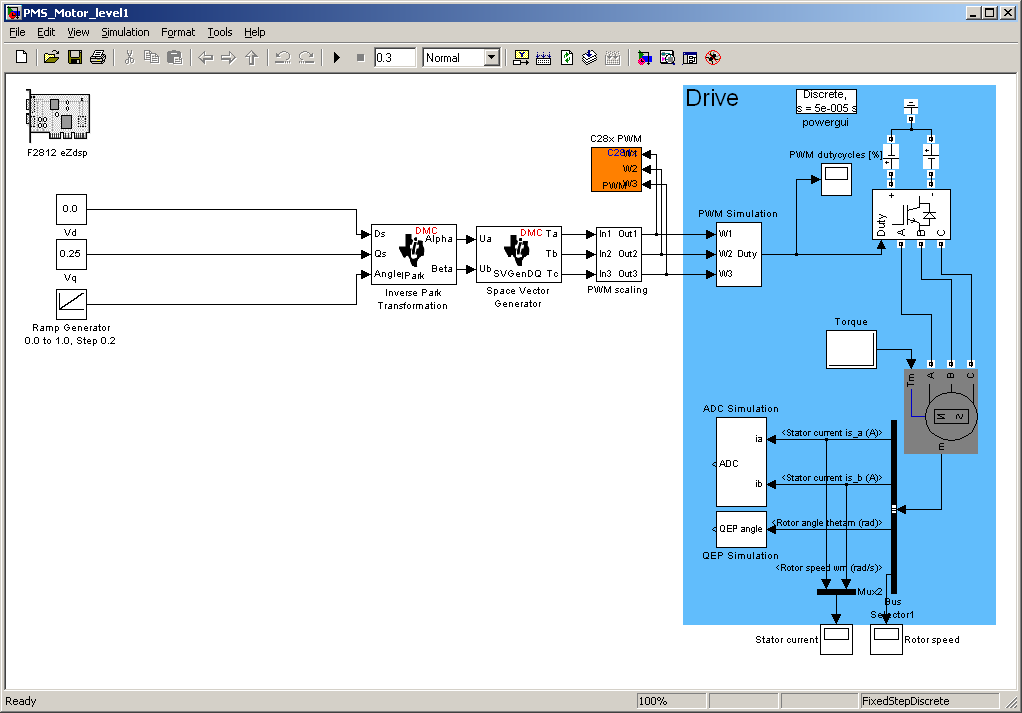 PMS_Motor_level1
File Edit View Simulation Format Tools Help
0.3 Normal
F2812 eZdsp
0.0
Vd
0.25
Vq
Ramp Generator
0.0 to 1.0, Step 0.2
DMC
Ds
Qs
Angle
IPark
Alpha
Beta
Inverse Park
Transformation
DMC
Ua
Ub
SVGenDQ
Ta
Tb
Tc
Space Vector
Generator
In1 Out1
In2 Out2
In3 Out3
PWM scaling
C28x PWM
C28x
W1
W2
W3
PWM
Drive
Discrete,
s = 5e-005 s
powergui
PWM dutycycles [%]
PWM Simulation
W1
W2 Duty
W3
+
-
Duty
A
B
C
Torque
Tm
A
B
C
M
m
ADC Simulation
ia
ADC
ib
<Stator current is_a (A)>
<Stator current is_b (A)>
<Rotor angle thetam (rad)>
QEP angle
QEP Simulation
<Rotor speed wm (rad/s)>
Mux2
Bus
Selector1
Stator current
Rotor speed
Ready 100% FixedStepDiscrete